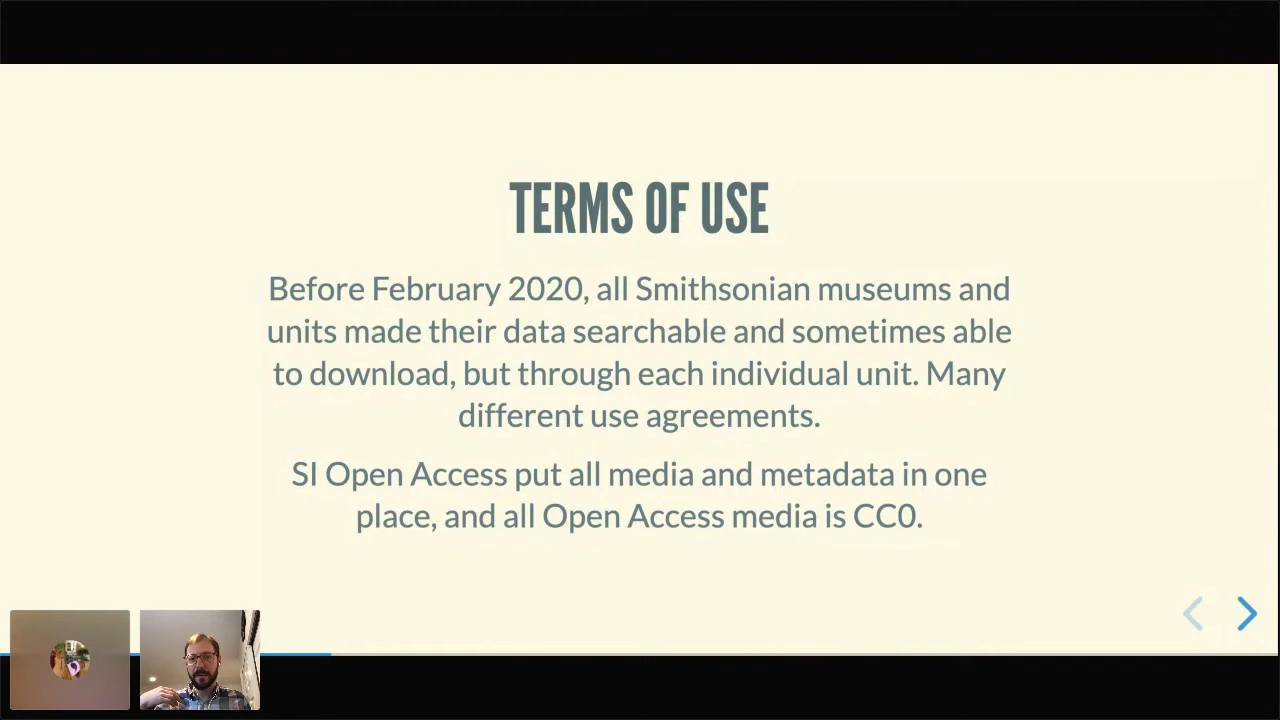 TERMS OF USE
Before February 2020, all Smithsonian museums and
units made their data searchable and sometimes able
to download, but through each individual unit. Many
different use agreements.
SI Open Access put all media and metadata in one
place, and all Open Access media is CC0.